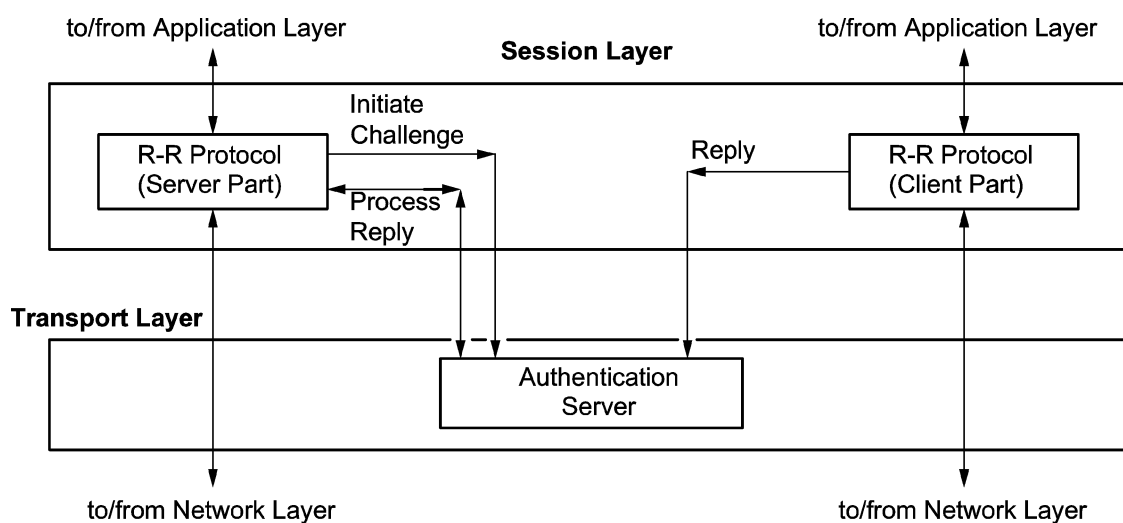 to/from Application Layer
to/from Application Layer
Session Layer
Initiate
Challenge
R-R Protocol
(Server Part)
Process
Reply
Reply
R-R Protocol
(Client Part)
Transport Layer
Authentication
Server
to/from Network Layer
to/from Network Layer